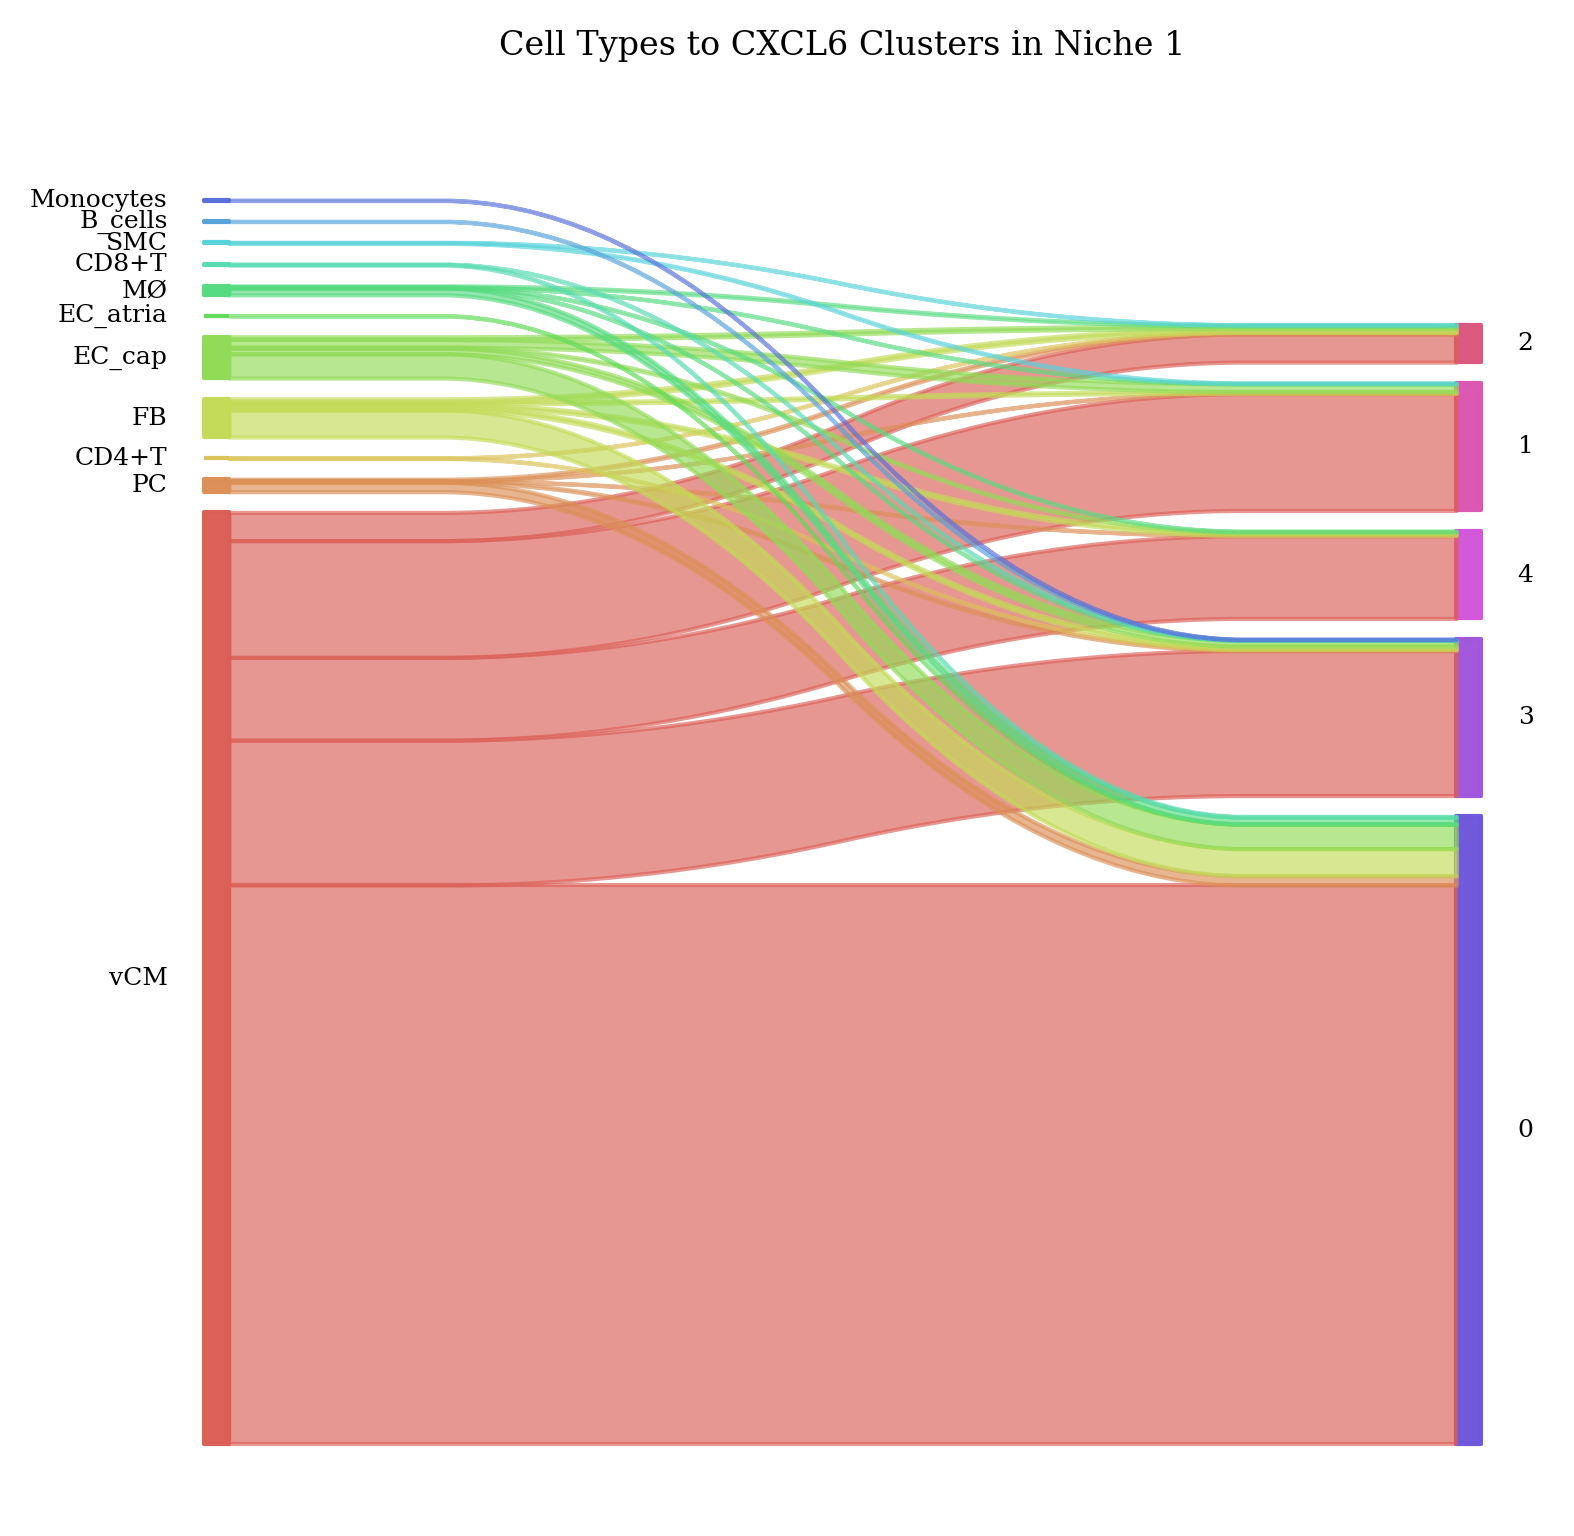 Cell Types to CXCL6 Clusters in Niche 1
Monocytes
B_cells
SMC
CD8+T
MØ
EC_atria
EC_cap
FB
CD4+T
PC
vCM
2
1
4
3
0